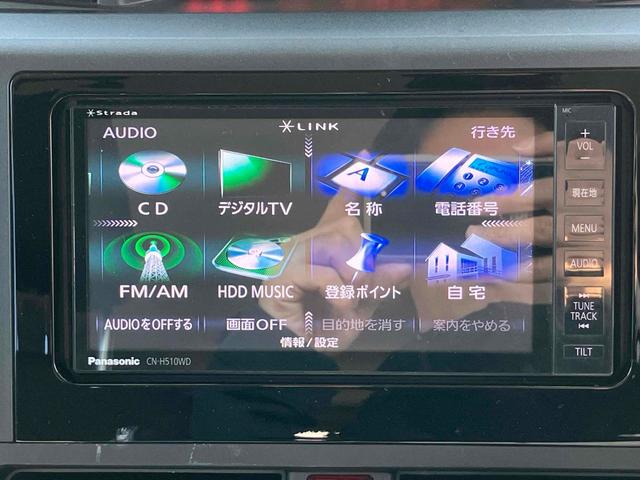 Strada
MIC
AUDIO
LINK
行き先
CD
デジタルTV
名称
電話番号
FM/AM
HDD MUSIC
登録ポイント
自宅
AUDIOをOFFする
画面OFF
目的地を消す
案内をやめる
情報/設定
Panasonic CN-H510WD
+
VOL
−
現在地
MENU
AUDIO
TUNE
TRACK
TILT